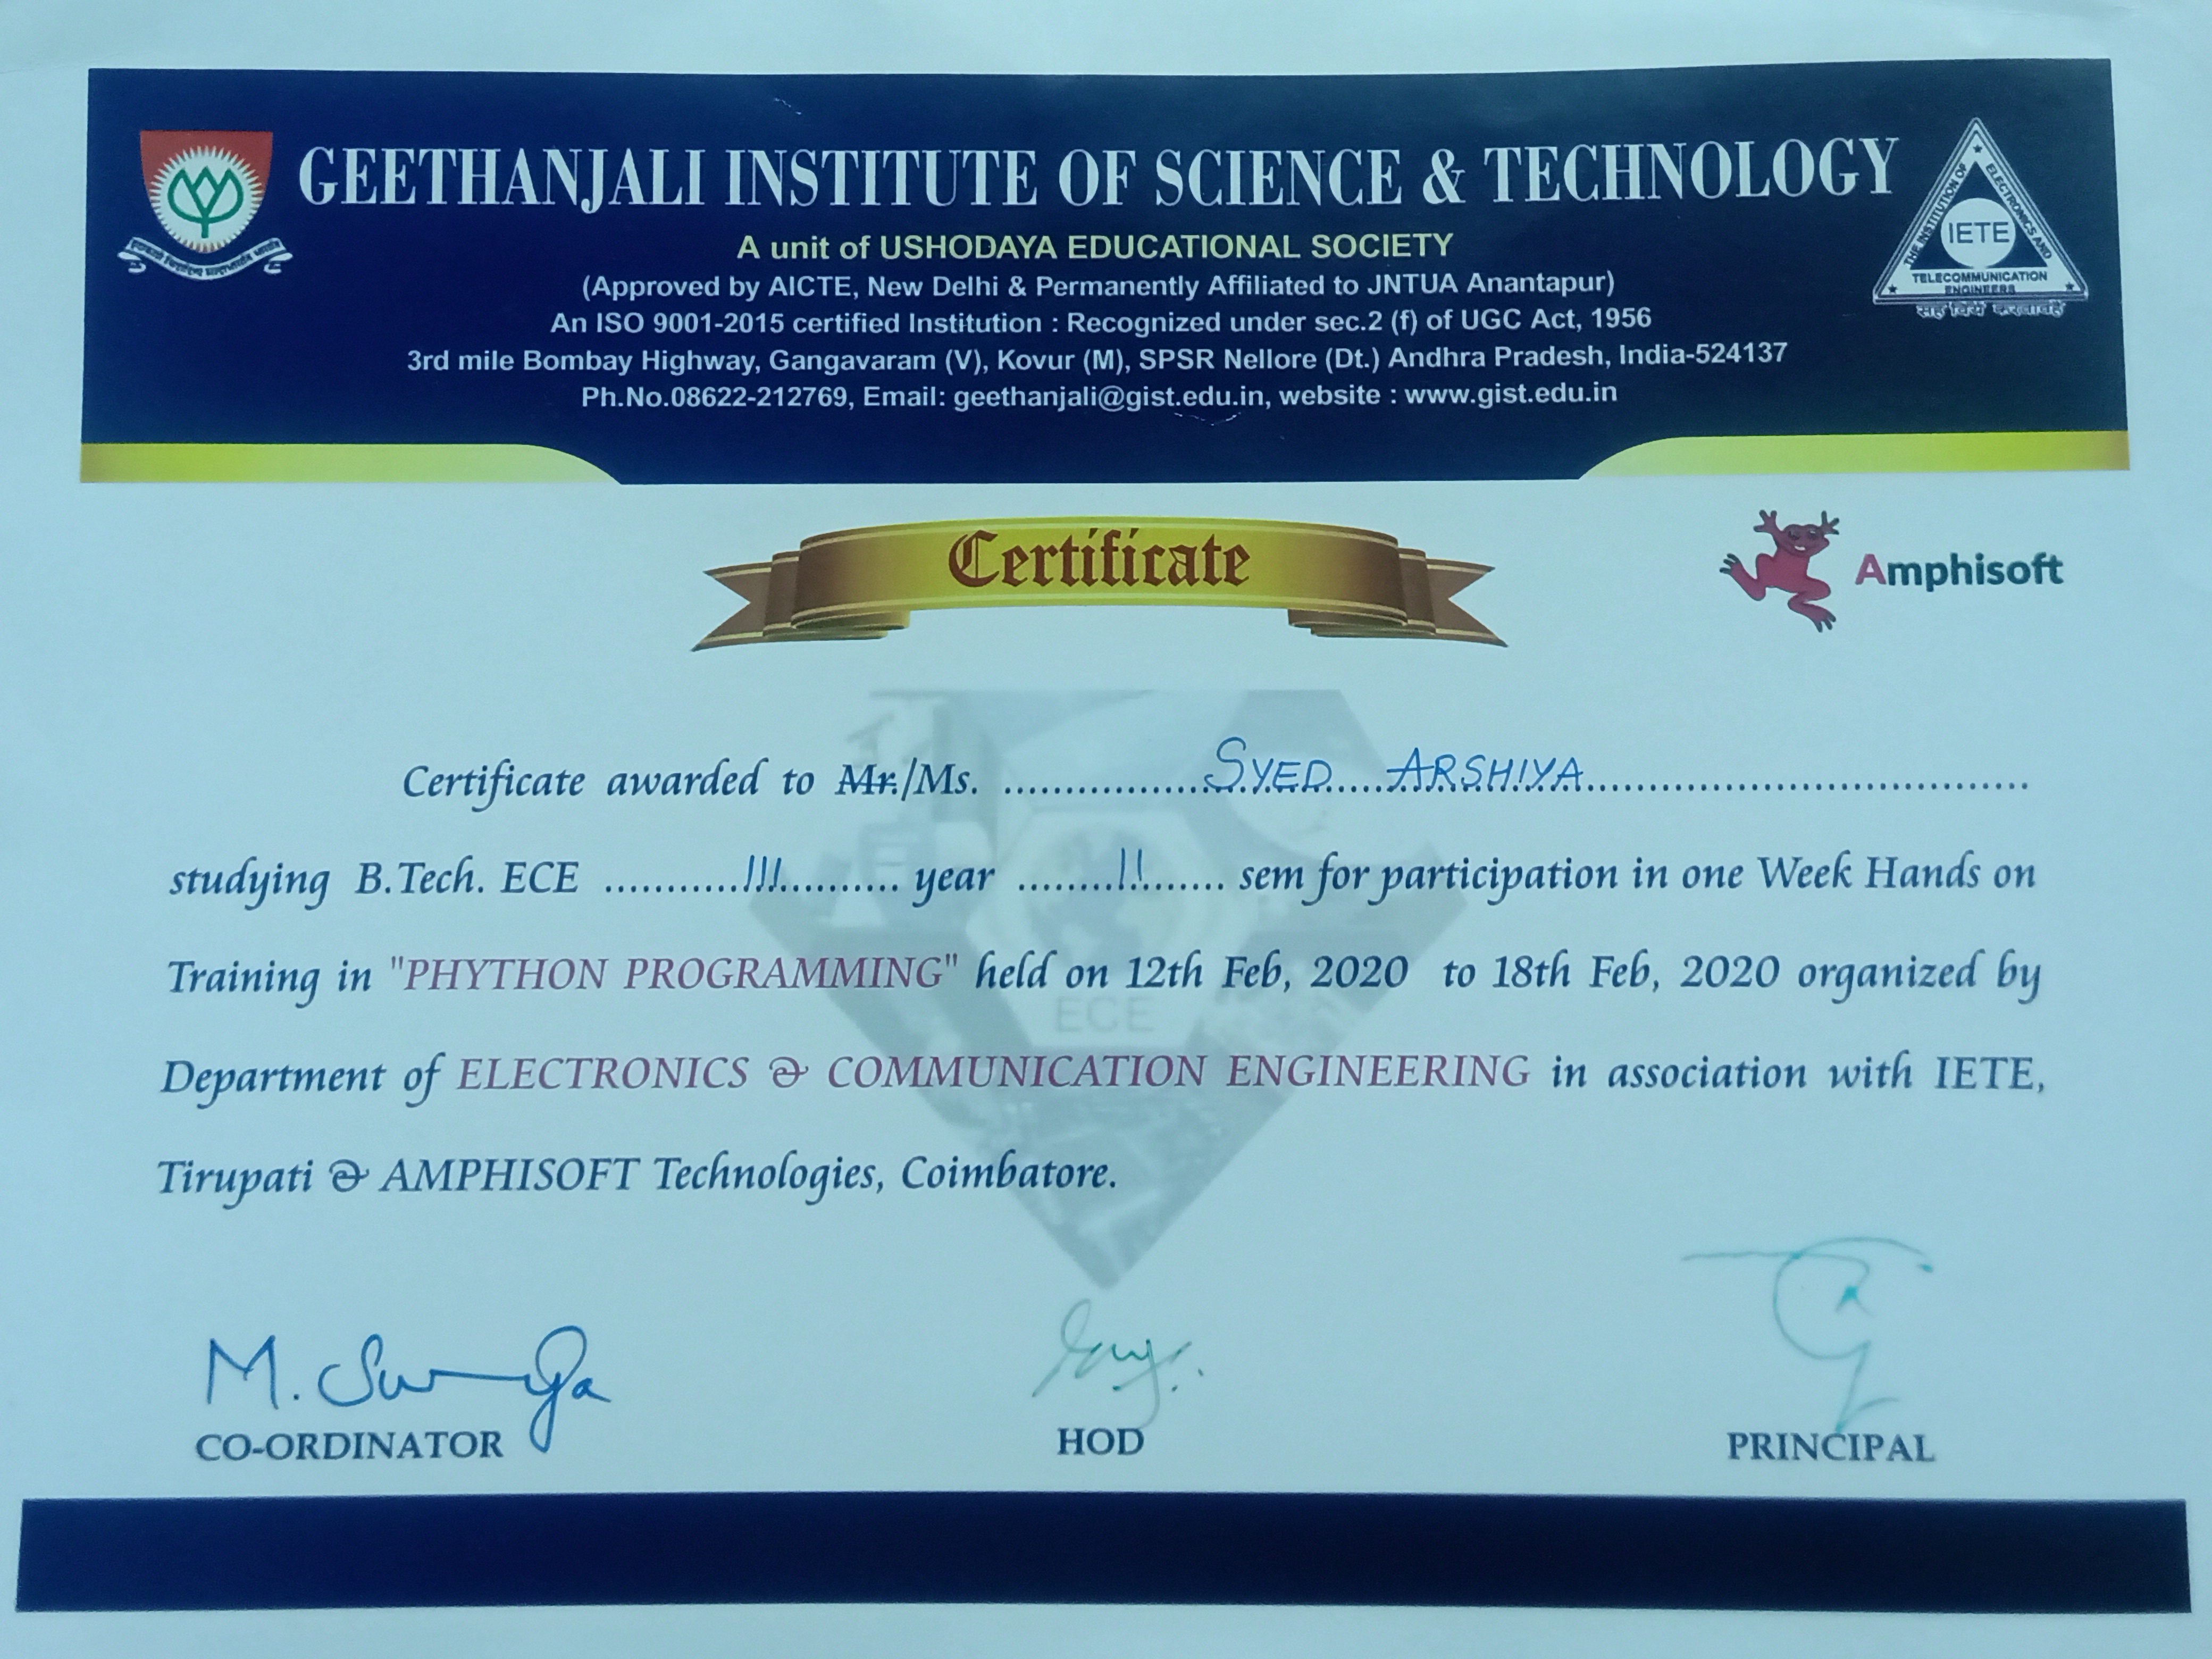 GEETHANJALI INSTITUTE OF SCIENCE & TECHNOLOGY
A unit of USHODAYA EDUCATIONAL SOCIETY
(Approved by AICTE, New Delhi & Permanently Affiliated to JNTUA Anantapur)
An ISO 9001-2015 certified Institution : Recognized under sec.2 (f) of UGC Act, 1956
3rd mile Bombay Highway, Gangavaram (V), Kovur (M), SPSR Nellore (Dt.) Andhra Pradesh, India-524137
Ph.No.08622-212769, Email: geethanjali@gist.edu.in, website : www.gist.edu.in
THE INSTITUTION OF ELECTRONICS AND
IETE
TELECOMMUNICATION
ENGINEERS
Certificate
Amphisoft
Certificate awarded to Mr./Ms. SYED ARSHIYA
studying B.Tech. ECE III year II sem for participation in one Week Hands on
Training in "PHYTHON PROGRAMMING" held on 12th Feb, 2020 to 18th Feb, 2020 organized by
ECE
Department of ELECTRONICS & COMMUNICATION ENGINEERING in association with IETE,
Tirupati & AMPHISOFT Technologies, Coimbatore.
CO-ORDINATOR
HOD
PRINCIPAL